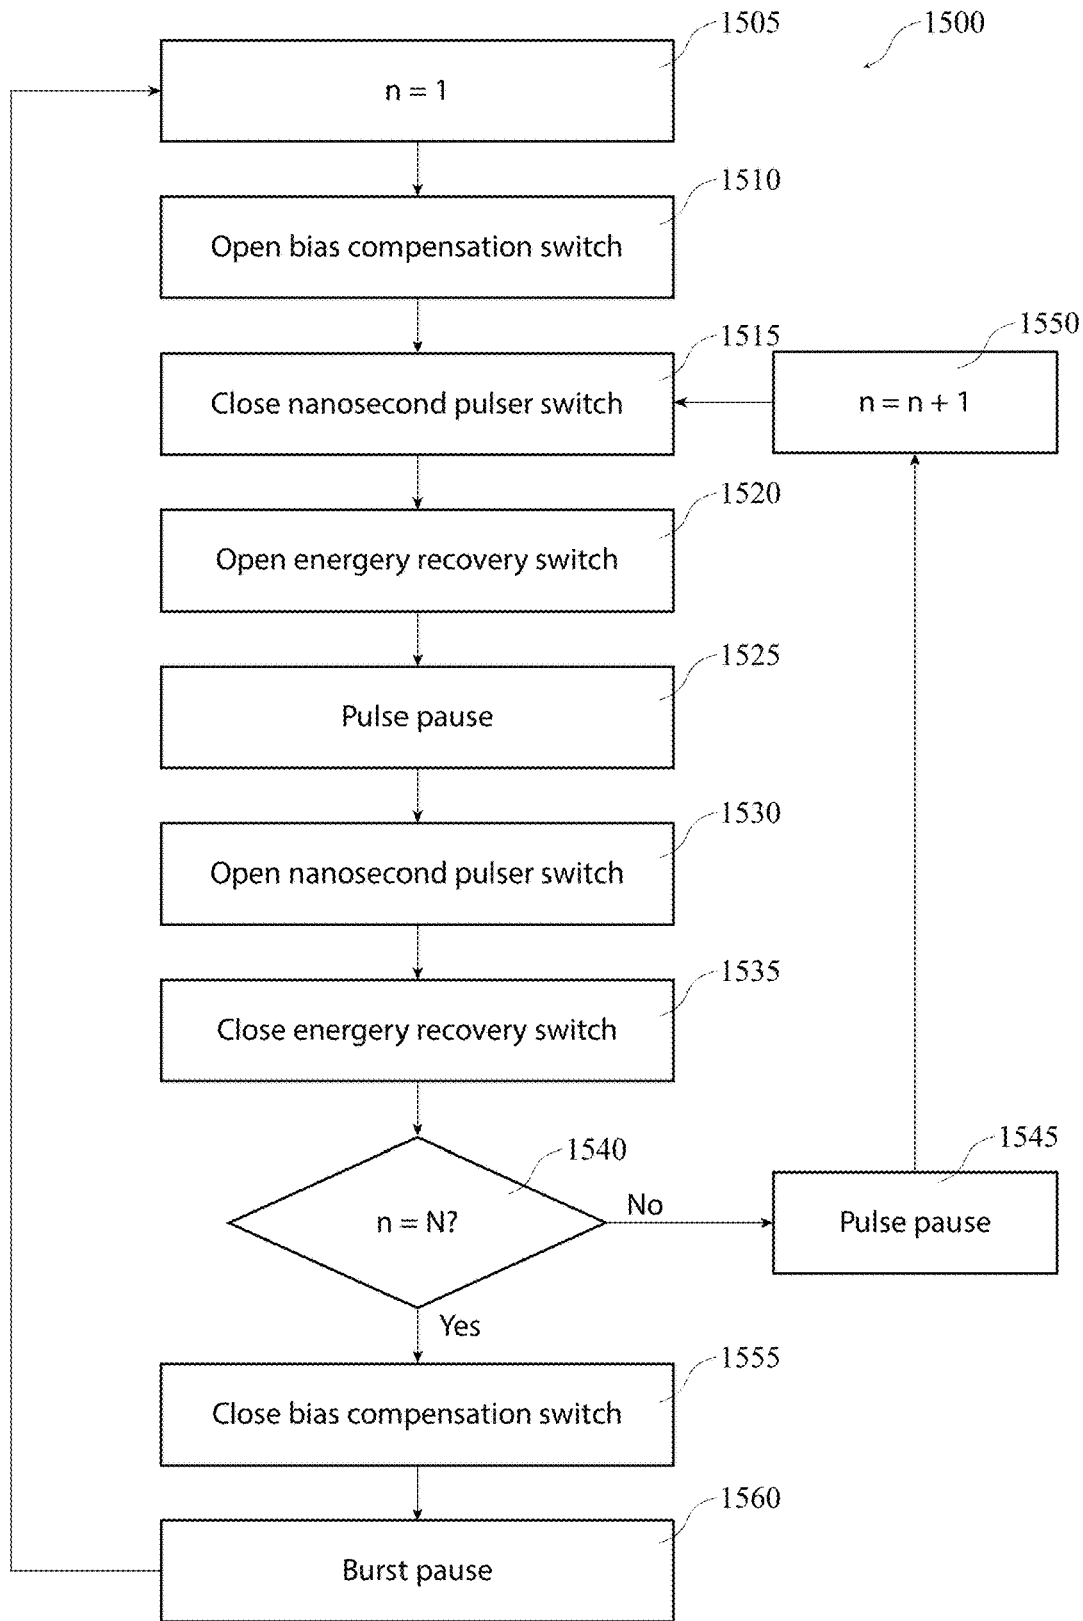 1505
1500
n = 1
1510
Open bias compensation switch
1515
1550
Close nanosecond pulser switch
n = n + 1
1520
Open energery recovery switch
1525
Pulse pause
1530
Open nanosecond pulser switch
1535
Close energery recovery switch
1540
1545
n = N?
No
Pulse pause
Yes
1555
Close bias compensation switch
1560
Burst pause